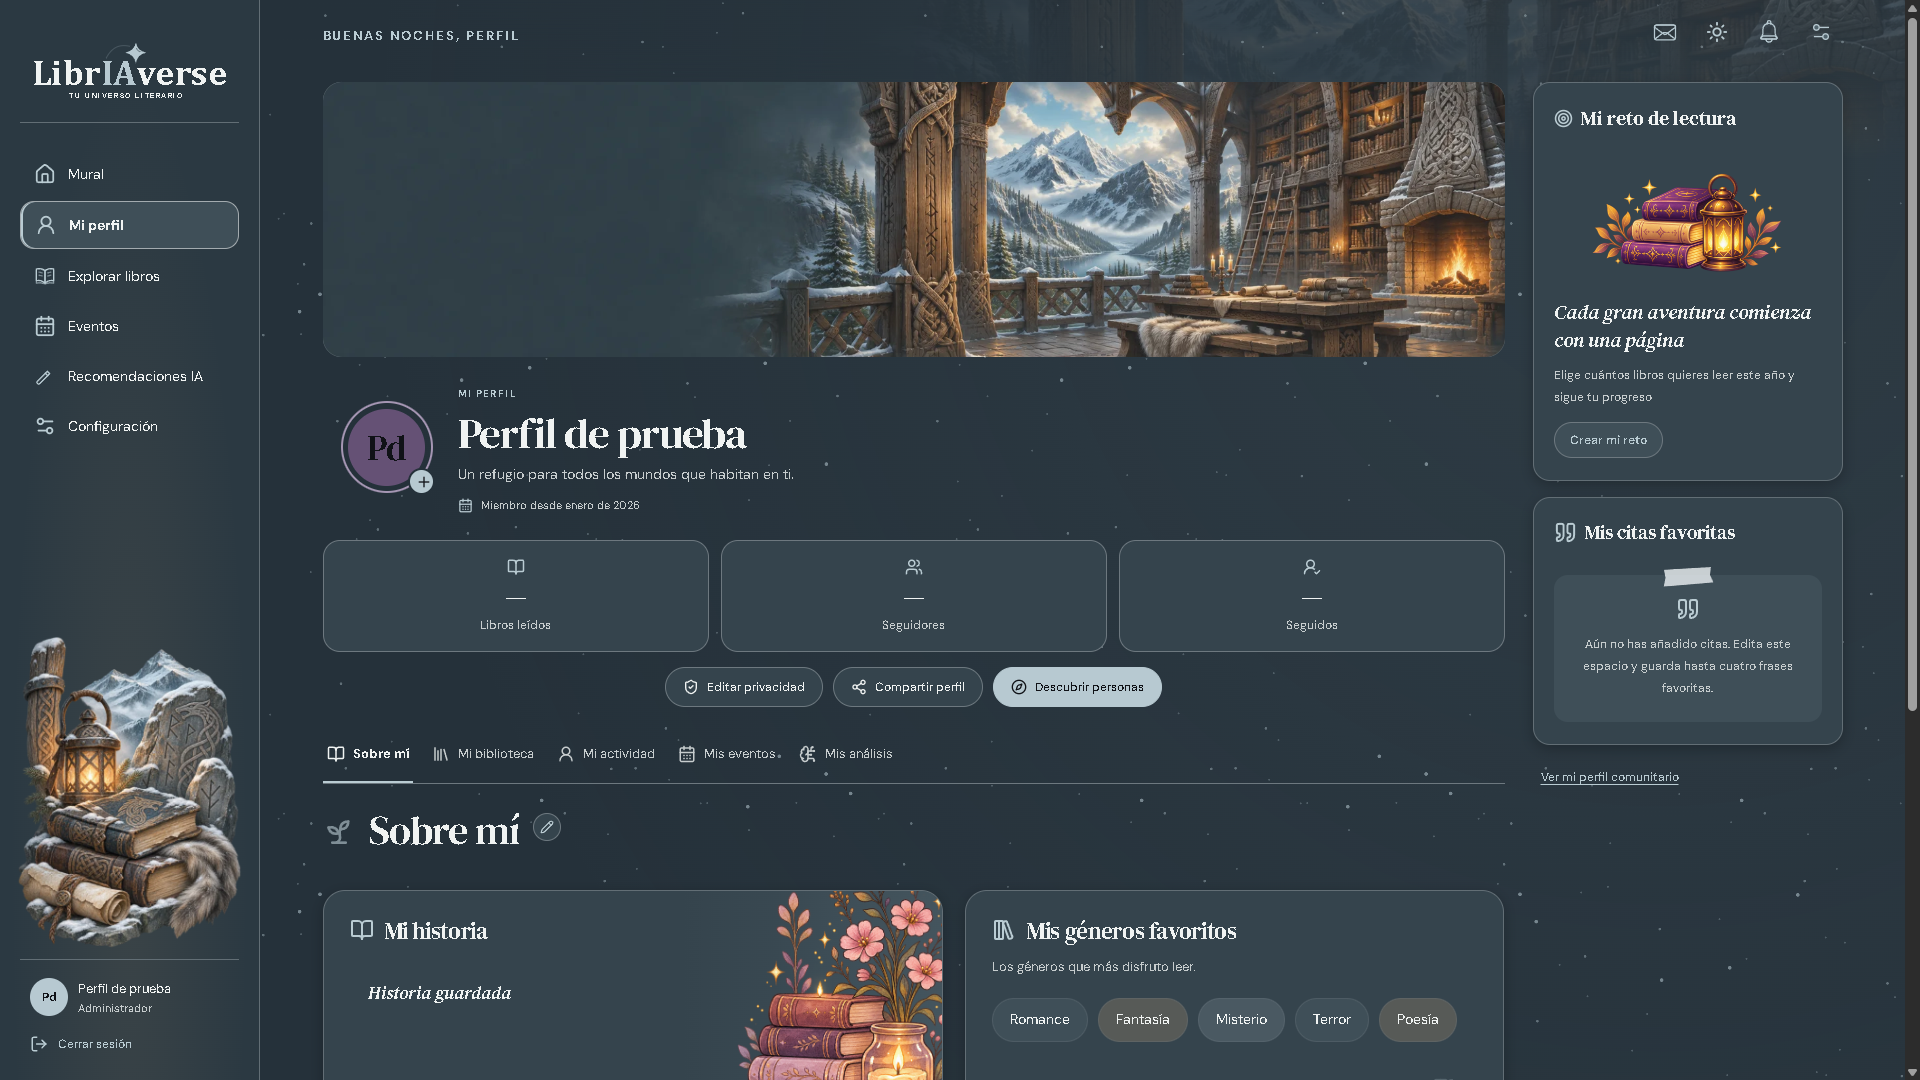 LibrIAverse
TU UNIVERSO LITERARIO
Mural
Mi perfil
Explorar libros
Eventos
Recomendaciones IA
Configuración
Pd
Perfil de prueba
Administrador
Cerrar sesión
BUENAS NOCHES, PERFIL
MI PERFIL
Pd
Perfil de prueba
Un refugio para todos los mundos que habitan en ti.
Miembro desde enero de 2026
—
Libros leídos
—
Seguidores
—
Seguidos
Editar privacidad
Compartir perfil
Descubrir personas
Sobre mí
Mi biblioteca
Mi actividad
Mis eventos
Mis análisis
Sobre mí
Mi historia
Historia guardada
Mis géneros favoritos
Los géneros que más disfruto leer.
Romance
Fantasía
Misterio
Terror
Poesía
Mi reto de lectura
Cada gran aventura comienza
con una página
Elige cuántos libros quieres leer este año y
sigue tu progreso
Crear mi reto
Mis citas favoritas
Aún no has añadido citas. Edita este
espacio y guarda hasta cuatro frases
favoritas.
Ver mi perfil comunitario